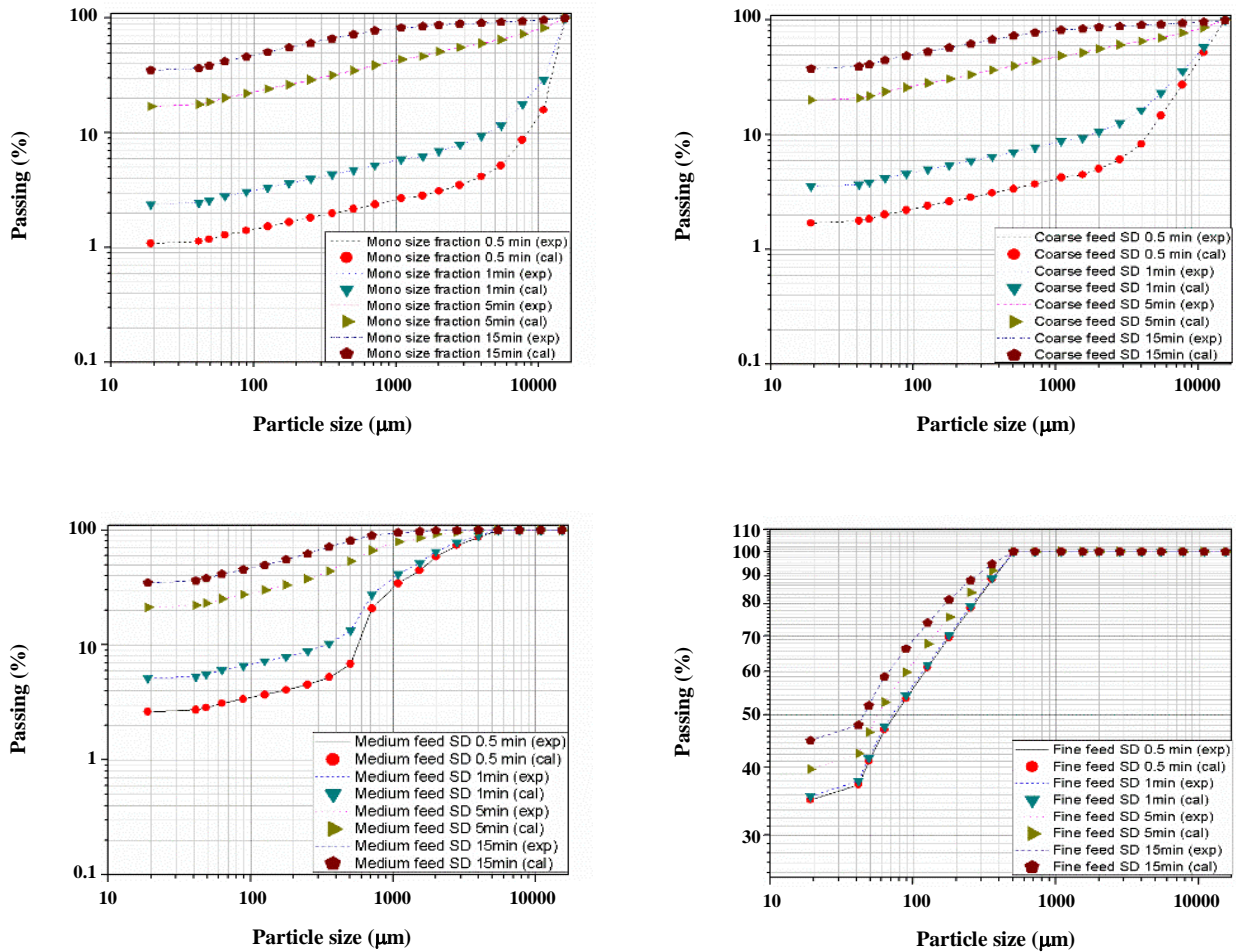 100
10
1
0.1
Passing (%)
Mono size fraction 0.5 min (exp)
Mono size fraction 0.5 min (cal)
Mono size fraction 1min (exp)
Mono size fraction 1min (cal)
Mono size fraction 5min (exp)
Mono size fraction 5min (cal)
Mono size fraction 15min (exp)
Mono size fraction 15min (cal)
10 100 1000 10000
Particle size (µm)
100
10
1
0.1
Passing (%)
Coarse feed SD 0.5 min (exp)
Coarse feed SD 0.5 min (cal)
Coarse feed SD 1min (exp)
Coarse feed SD 1min (cal)
Coarse feed SD 5min (exp)
Coarse feed SD 5min (cal)
Coarse feed SD 15min (exp)
Coarse feed SD 15min (cal)
10 100 1000 10000
Particle size (µm)
100
10
1
0.1
Passing (%)
Medium feed SD 0.5 min (exp)
Medium feed SD 0.5 min (cal)
Medium feed SD 1min (exp)
Medium feed SD 1min (cal)
Medium feed SD 5min (exp)
Medium feed SD 5min (cal)
Medium feed SD 15min (exp)
Medium feed SD 15min (cal)
10 100 1000 10000
Particle size (µm)
110
100
90
80
70
60
50
40
30
Passing (%)
Fine feed SD 0.5 min (exp)
Fine feed SD 0.5 min (cal)
Fine feed SD 1min (exp)
Fine feed SD 1min (cal)
Fine feed SD 5min (exp)
Fine feed SD 5min (cal)
Fine feed SD 15min (exp)
Fine feed SD 15min (cal)
10 100 1000 10000
Particle size (µm)